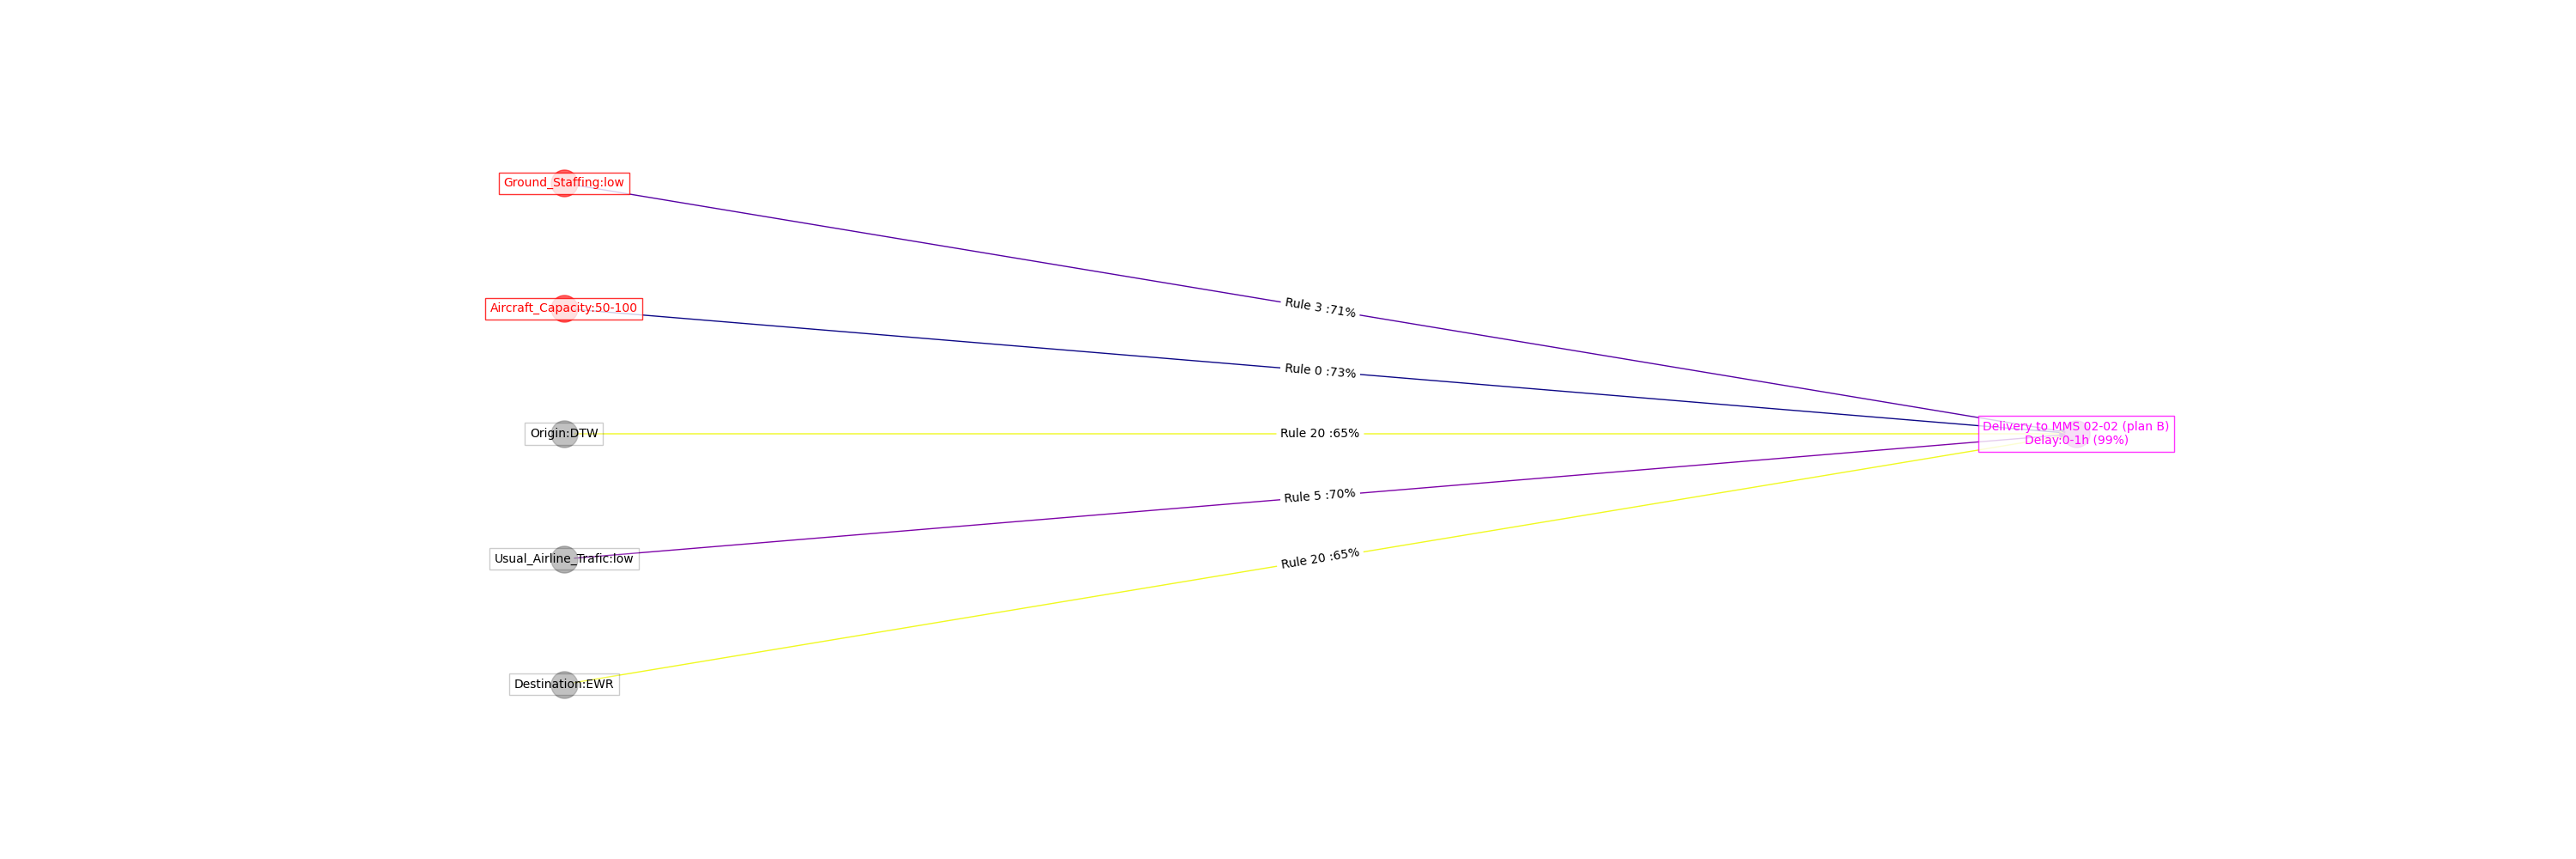 Ground_Staffing:low
Rule 3 :71%
Aircraft_Capacity:50-100
Rule 0 :73%
Origin:DTW
Rule 20 :65%
Delivery to MMS 02-02 (plan B)
Delay:0-1h (99%)
Rule 5 :70%
Usual_Airline_Trafic:low
Rule 20 :65%
Destination:EWR